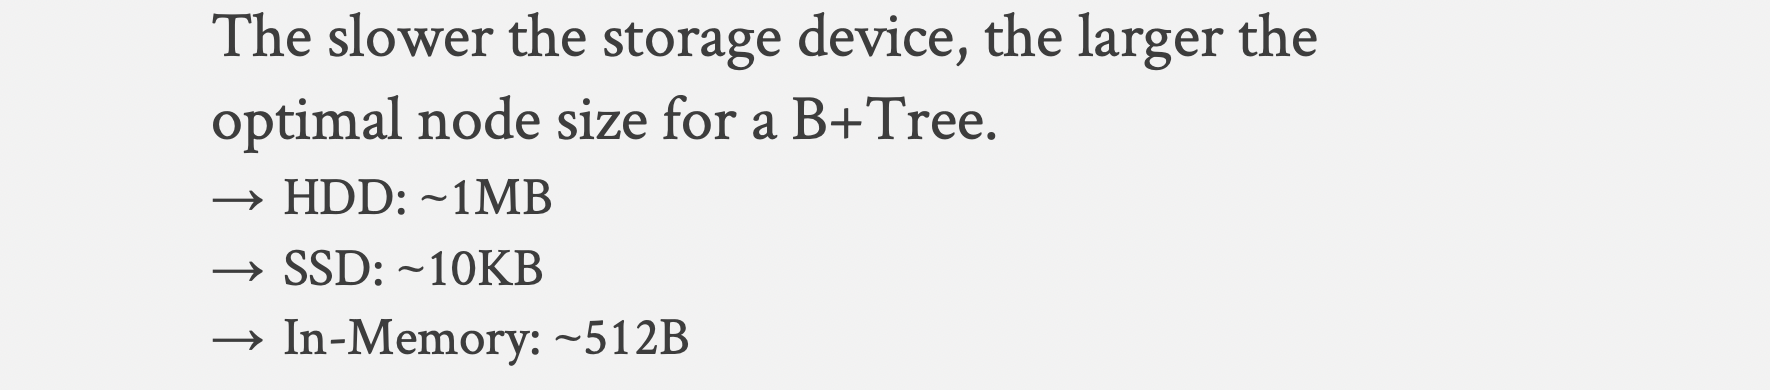 The slower the storage device, the larger the
optimal node size for a B+Tree.
→ HDD: ~1MB
→ SSD: ~10KB
→ In-Memory: ~512B